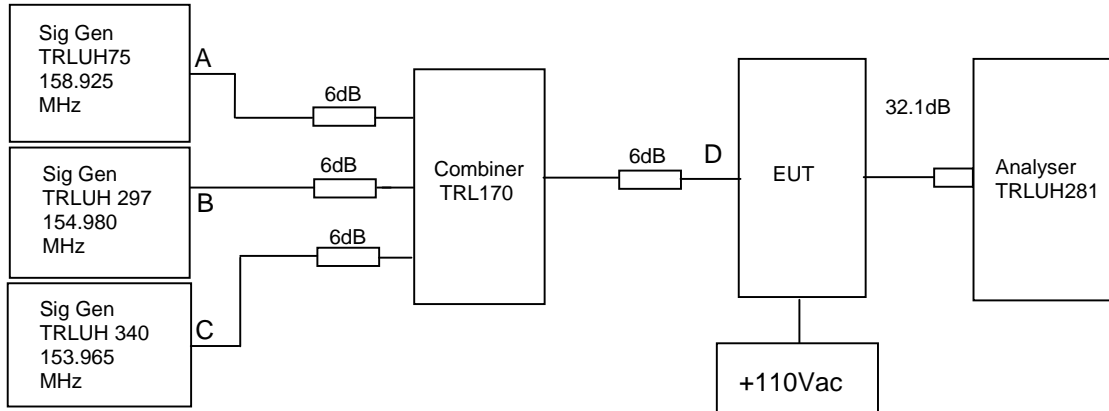 Sig Gen
TRLUH75
158.925
MHz
A
6dB
Sig Gen
TRLUH 297
154.980
MHz
B
6dB
Sig Gen
TRLUH 340
153.965
MHz
C
6dB
Combiner
TRL170
6dB
D
EUT
+110Vac
32.1dB
Analyser
TRLUH281